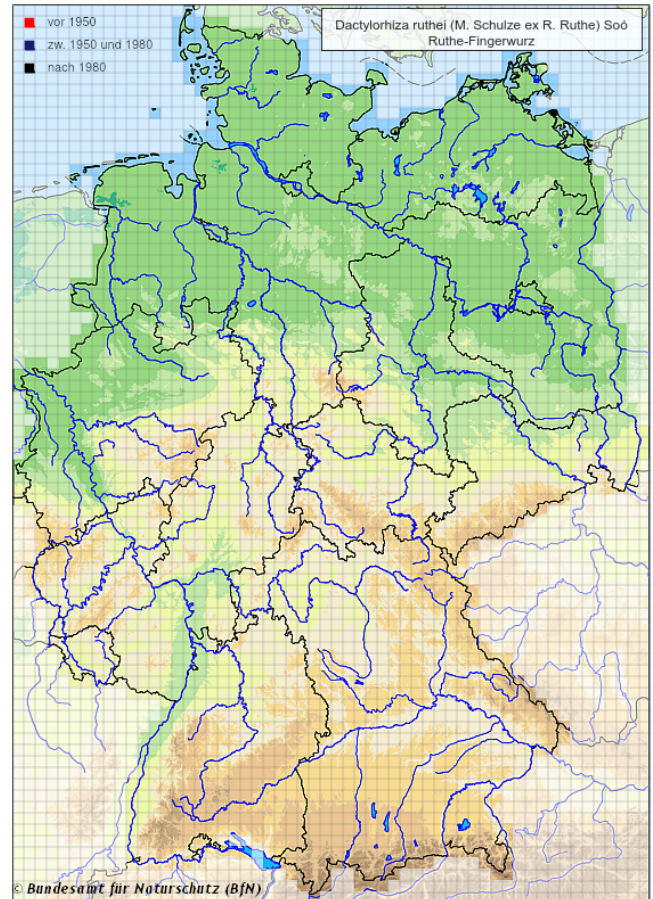 vor 1950
zw. 1950 und 1980
nach 1980
Dactylorhiza ruthei (M. Schulze ex R. Ruthe) Soó
Ruthe-Fingerwurz
© Bundesamt für Naturschutz (BfN)